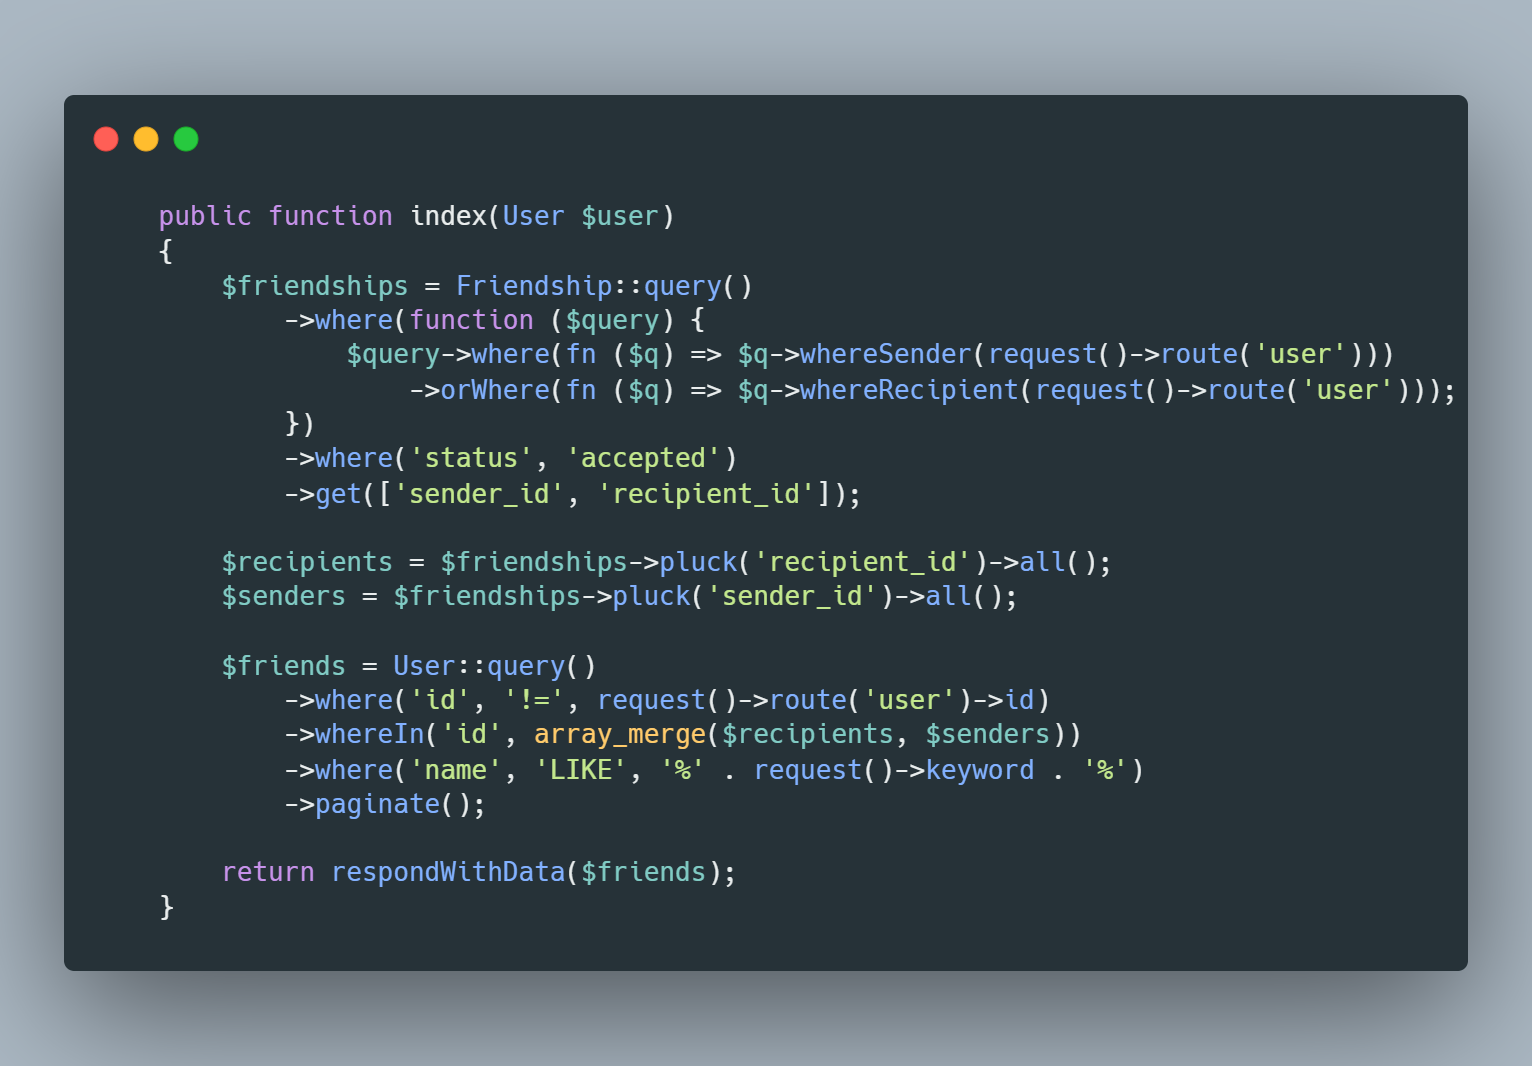 public function index(User $user)
{
    $friendships = Friendship::query()
        ->where(function ($query) {
            $query->where(fn ($q) => $q->whereSender(request()->route('user')))
                ->orWhere(fn ($q) => $q->whereRecipient(request()->route('user')));
        })
        ->where('status', 'accepted')
        ->get(['sender_id', 'recipient_id']);

    $recipients = $friendships->pluck('recipient_id')->all();
    $senders = $friendships->pluck('sender_id')->all();

    $friends = User::query()
        ->where('id', '!=', request()->route('user')->id)
        ->whereIn('id', array_merge($recipients, $senders))
        ->where('name', 'LIKE', '%' . request()->keyword . '%')
        ->paginate();

    return respondWithData($friends);
}